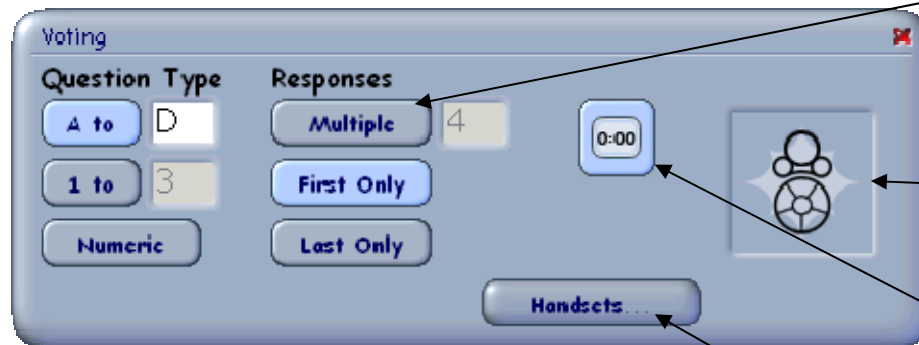 Voting
Question Type
Responses
A to D
Multiple 4
0:00
1 to 3
First Only
Numeric
Last Only
Handsets...